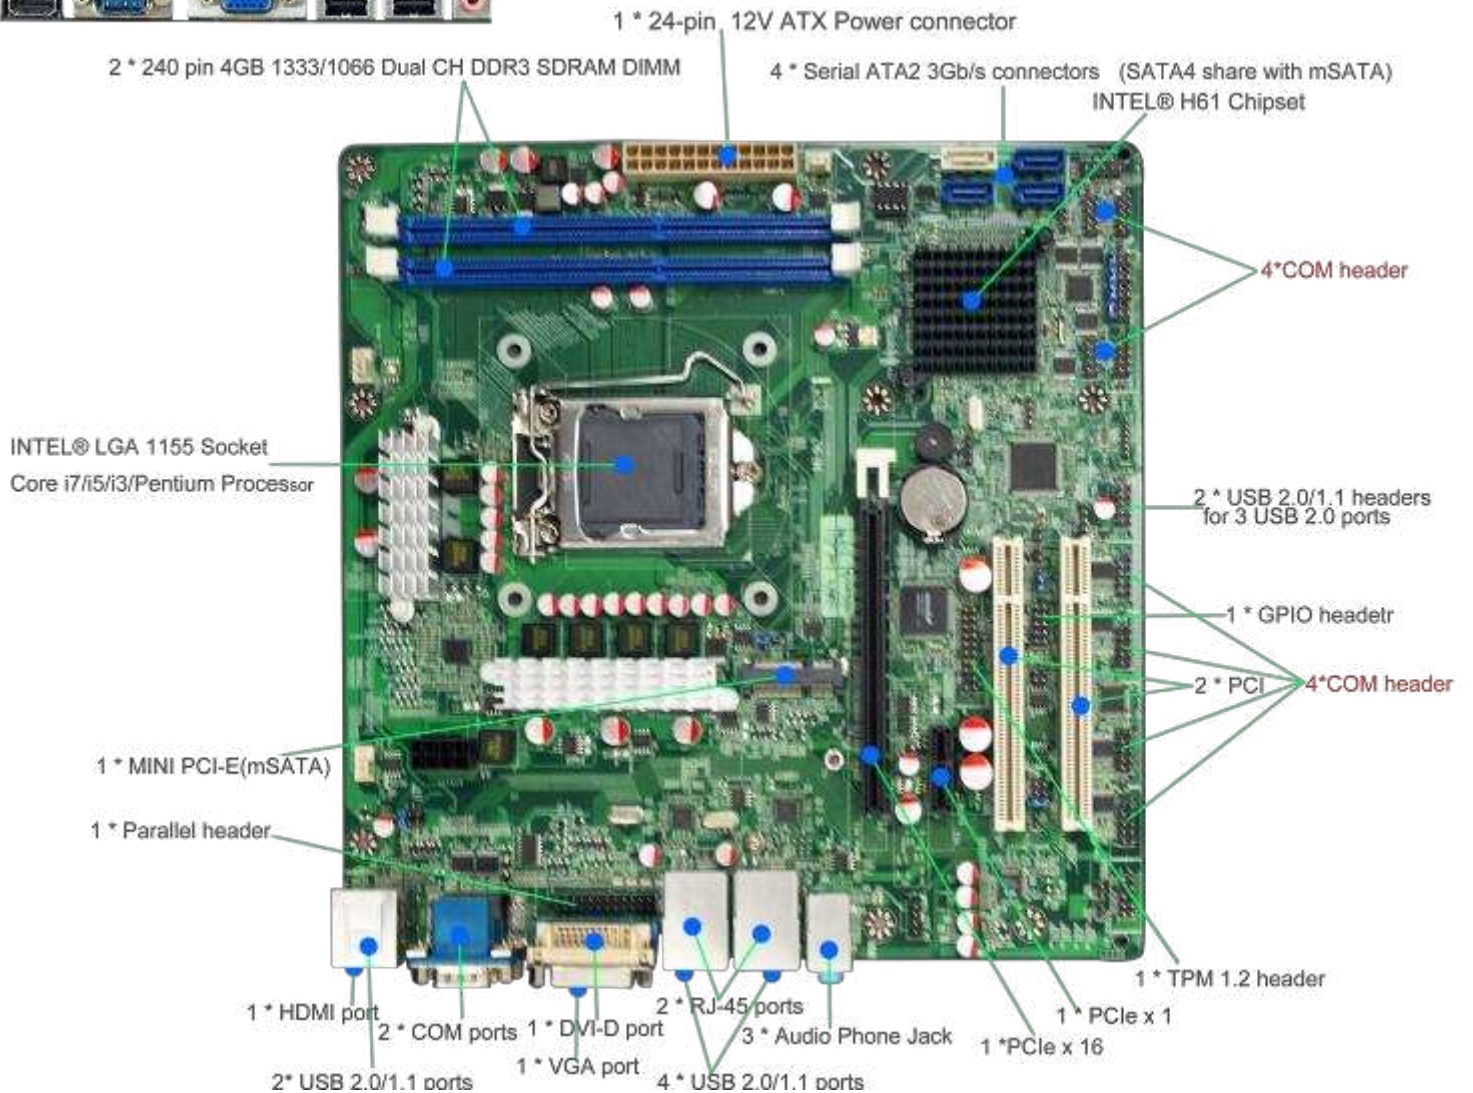 1 * 24-pin 12V ATX Power connector
2 * 240 pin 4GB 1333/1066 Dual CH DDR3 SDRAM DIMM
4 * Serial ATA2 3Gb/s connectors (SATA4 share with mSATA)
INTEL® H61 Chipset
4*COM header
INTEL® LGA 1155 Socket
Core i7/i5/i3/Pentium Processor
2 * USB 2.0/1.1 headers
for 3 USB 2.0 ports
1 * GPIO headetr
2 * PCI
4*COM header
1 * MINI PCI-E(mSATA)
1 * Parallel header
1 * TPM 1.2 header
1 * HDMI port
2 * COM ports
1 * DVI-D port
2 * RJ-45 ports
3 * Audio Phone Jack
1 * PCIe x 1
1 *PCIe x 16
1 * VGA port
2* USB 2.0/1.1 ports
4 * USB 2.0/1.1 ports